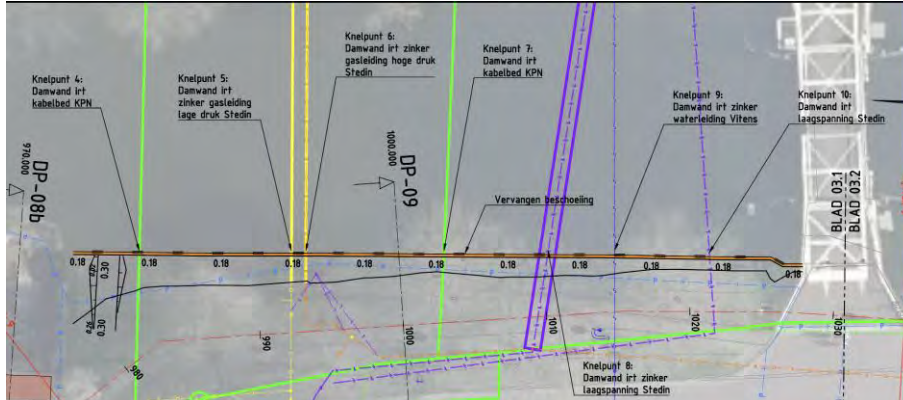 Knelpunt 4:
Damwand irt
kabelbed KPN
Knelpunt 5:
Damwand irt
zinker gasleiding
lage druk Stedin
Knelpunt 6:
Damwand irt zinker
gasleiding hoge druk
Stedin
Knelpunt 7:
Damwand irt
kabelbed KPN
Knelpunt 9:
Damwand irt zinker
waterleiding Vitens
Knelpunt 10:
Damwand irt
laagspanning Stedin
970.000
DP-08b
1000.000
DP-09
Vervangen beschoeiing
BLAD 03.1
BLAD 03.2
0.18
0.30
0.18
0.18
0.18
0.18
0.18
0.18
0.18
0.18
0.18
0.30
980
990
1000
1010
1020
1030
Knelpunt 8:
Damwand irt zinker
laagspanning Stedin